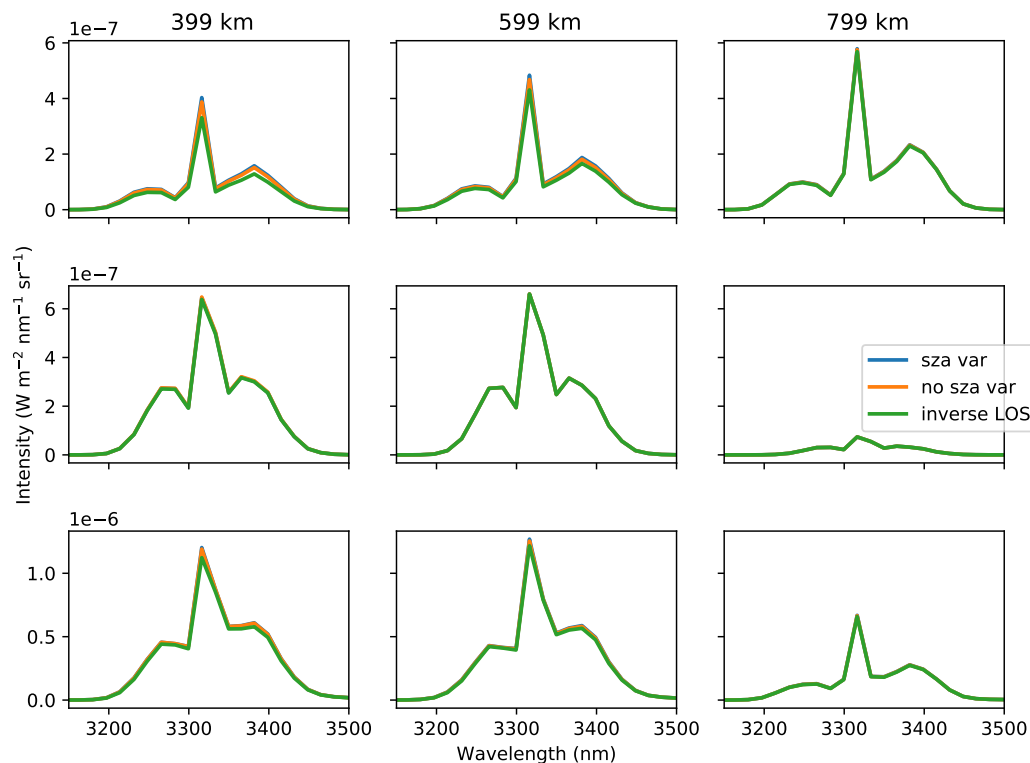 399 km 599 km 799 km
1e−7
6
4
2
0
1e−7
6
4
2
0
Intensity (W m⁻² nm⁻¹ sr⁻¹)
sza var
no sza var
inverse LOS
1e−6
1.0
0.5
0.0
3200 3300 3400 3500 3200 3300 3400 3500 3200 3300 3400 3500
Wavelength (nm)